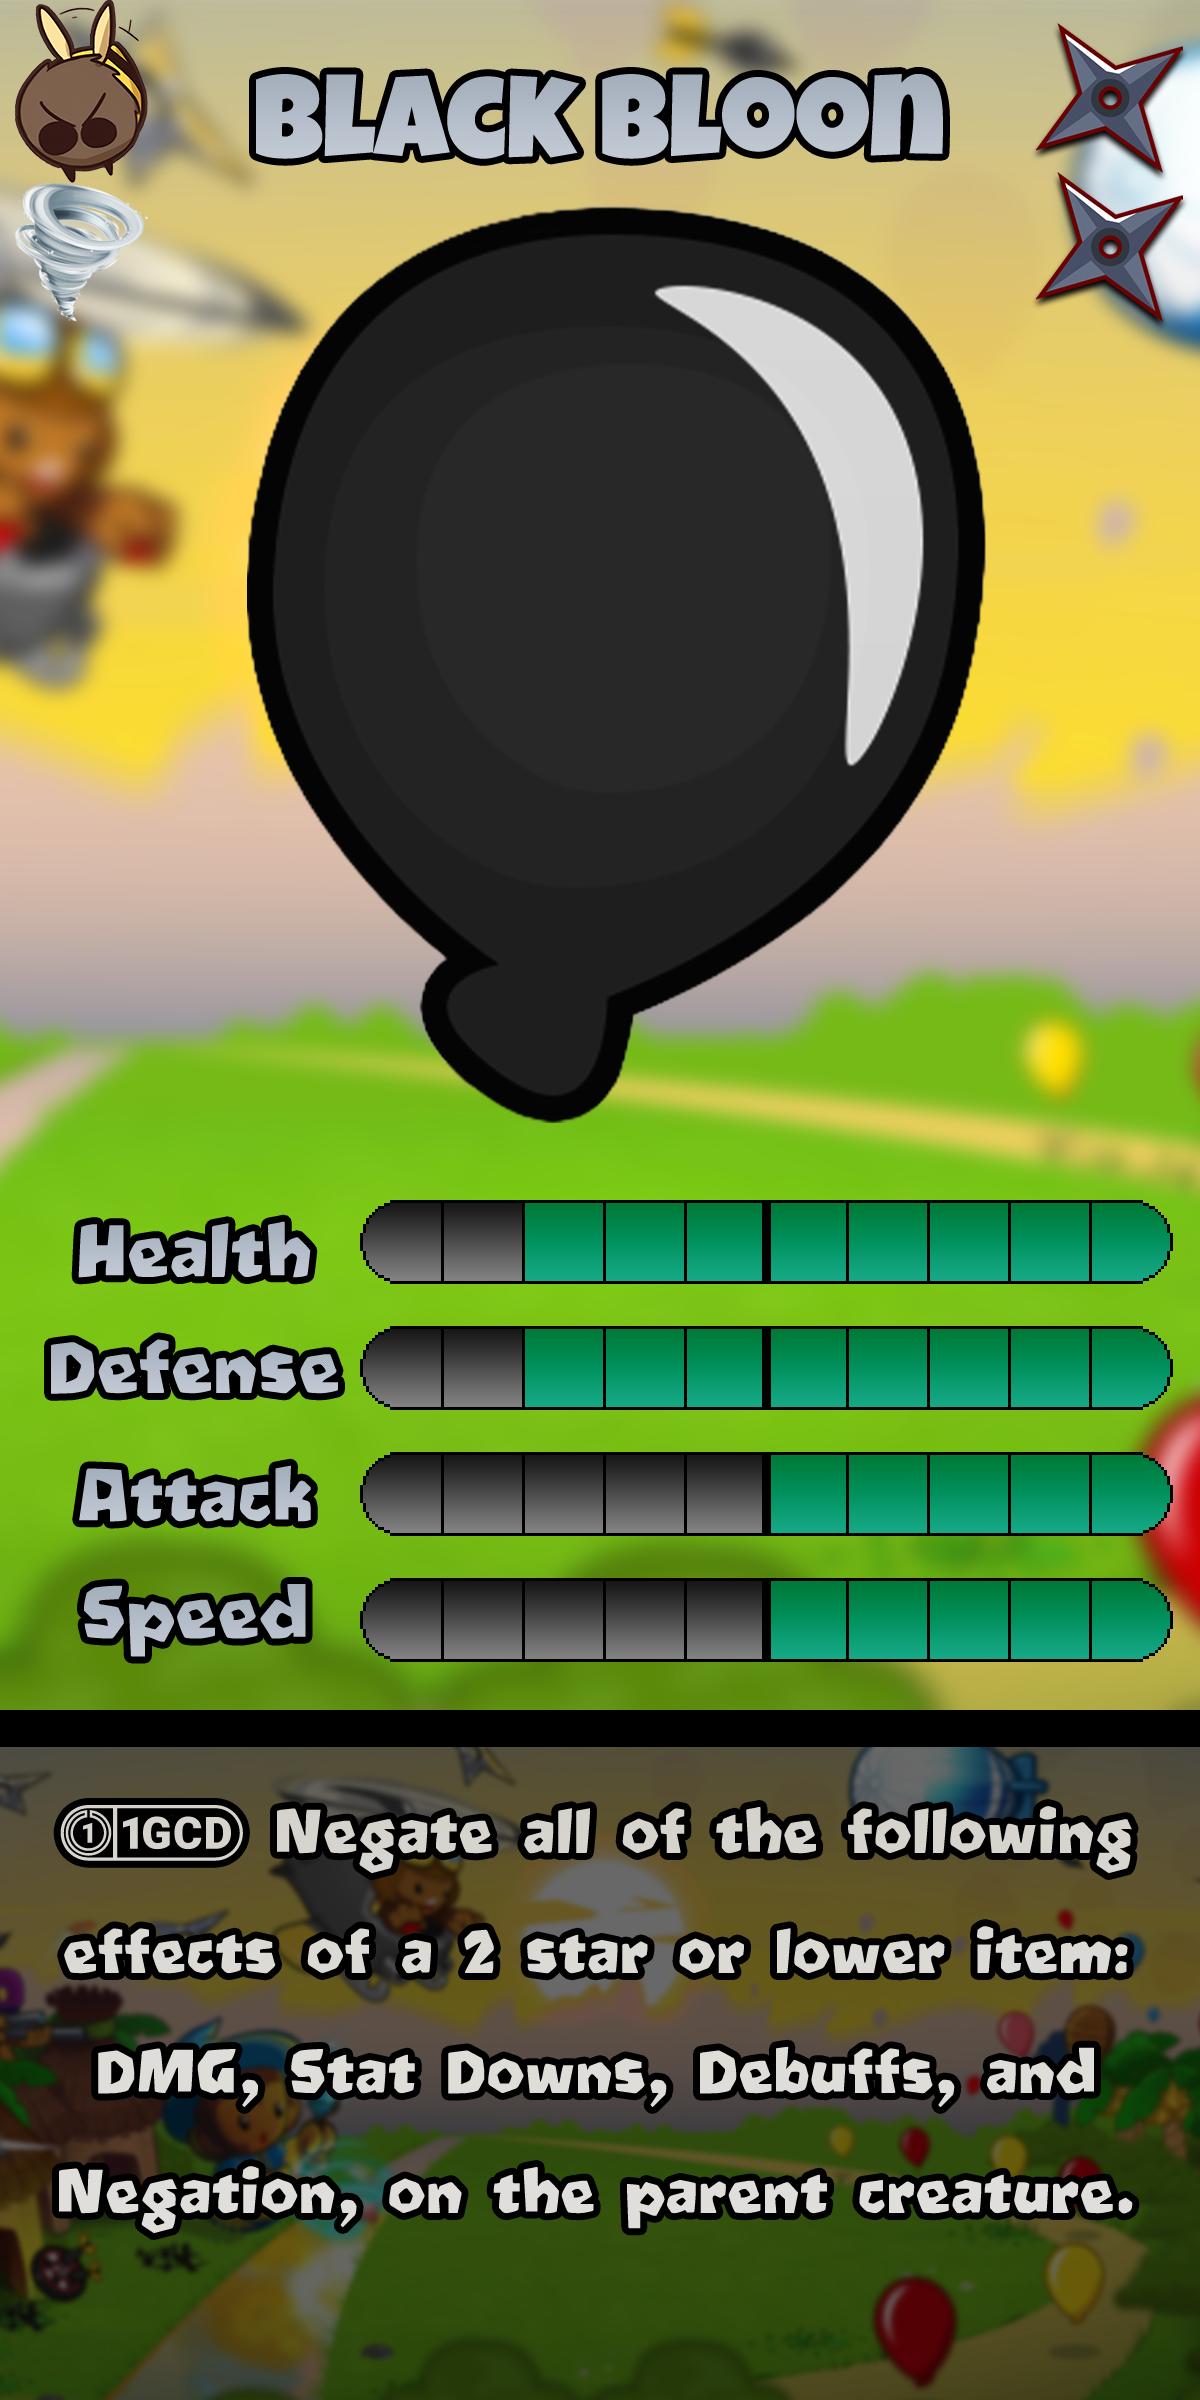 BLACK BLOON
Health
Defense
Attack
Speed
1 1GCD Negate all of the following
effects of a 2 star or lower item:
DMG, Stat Downs, Debuffs, and
Negation, on the parent creature.